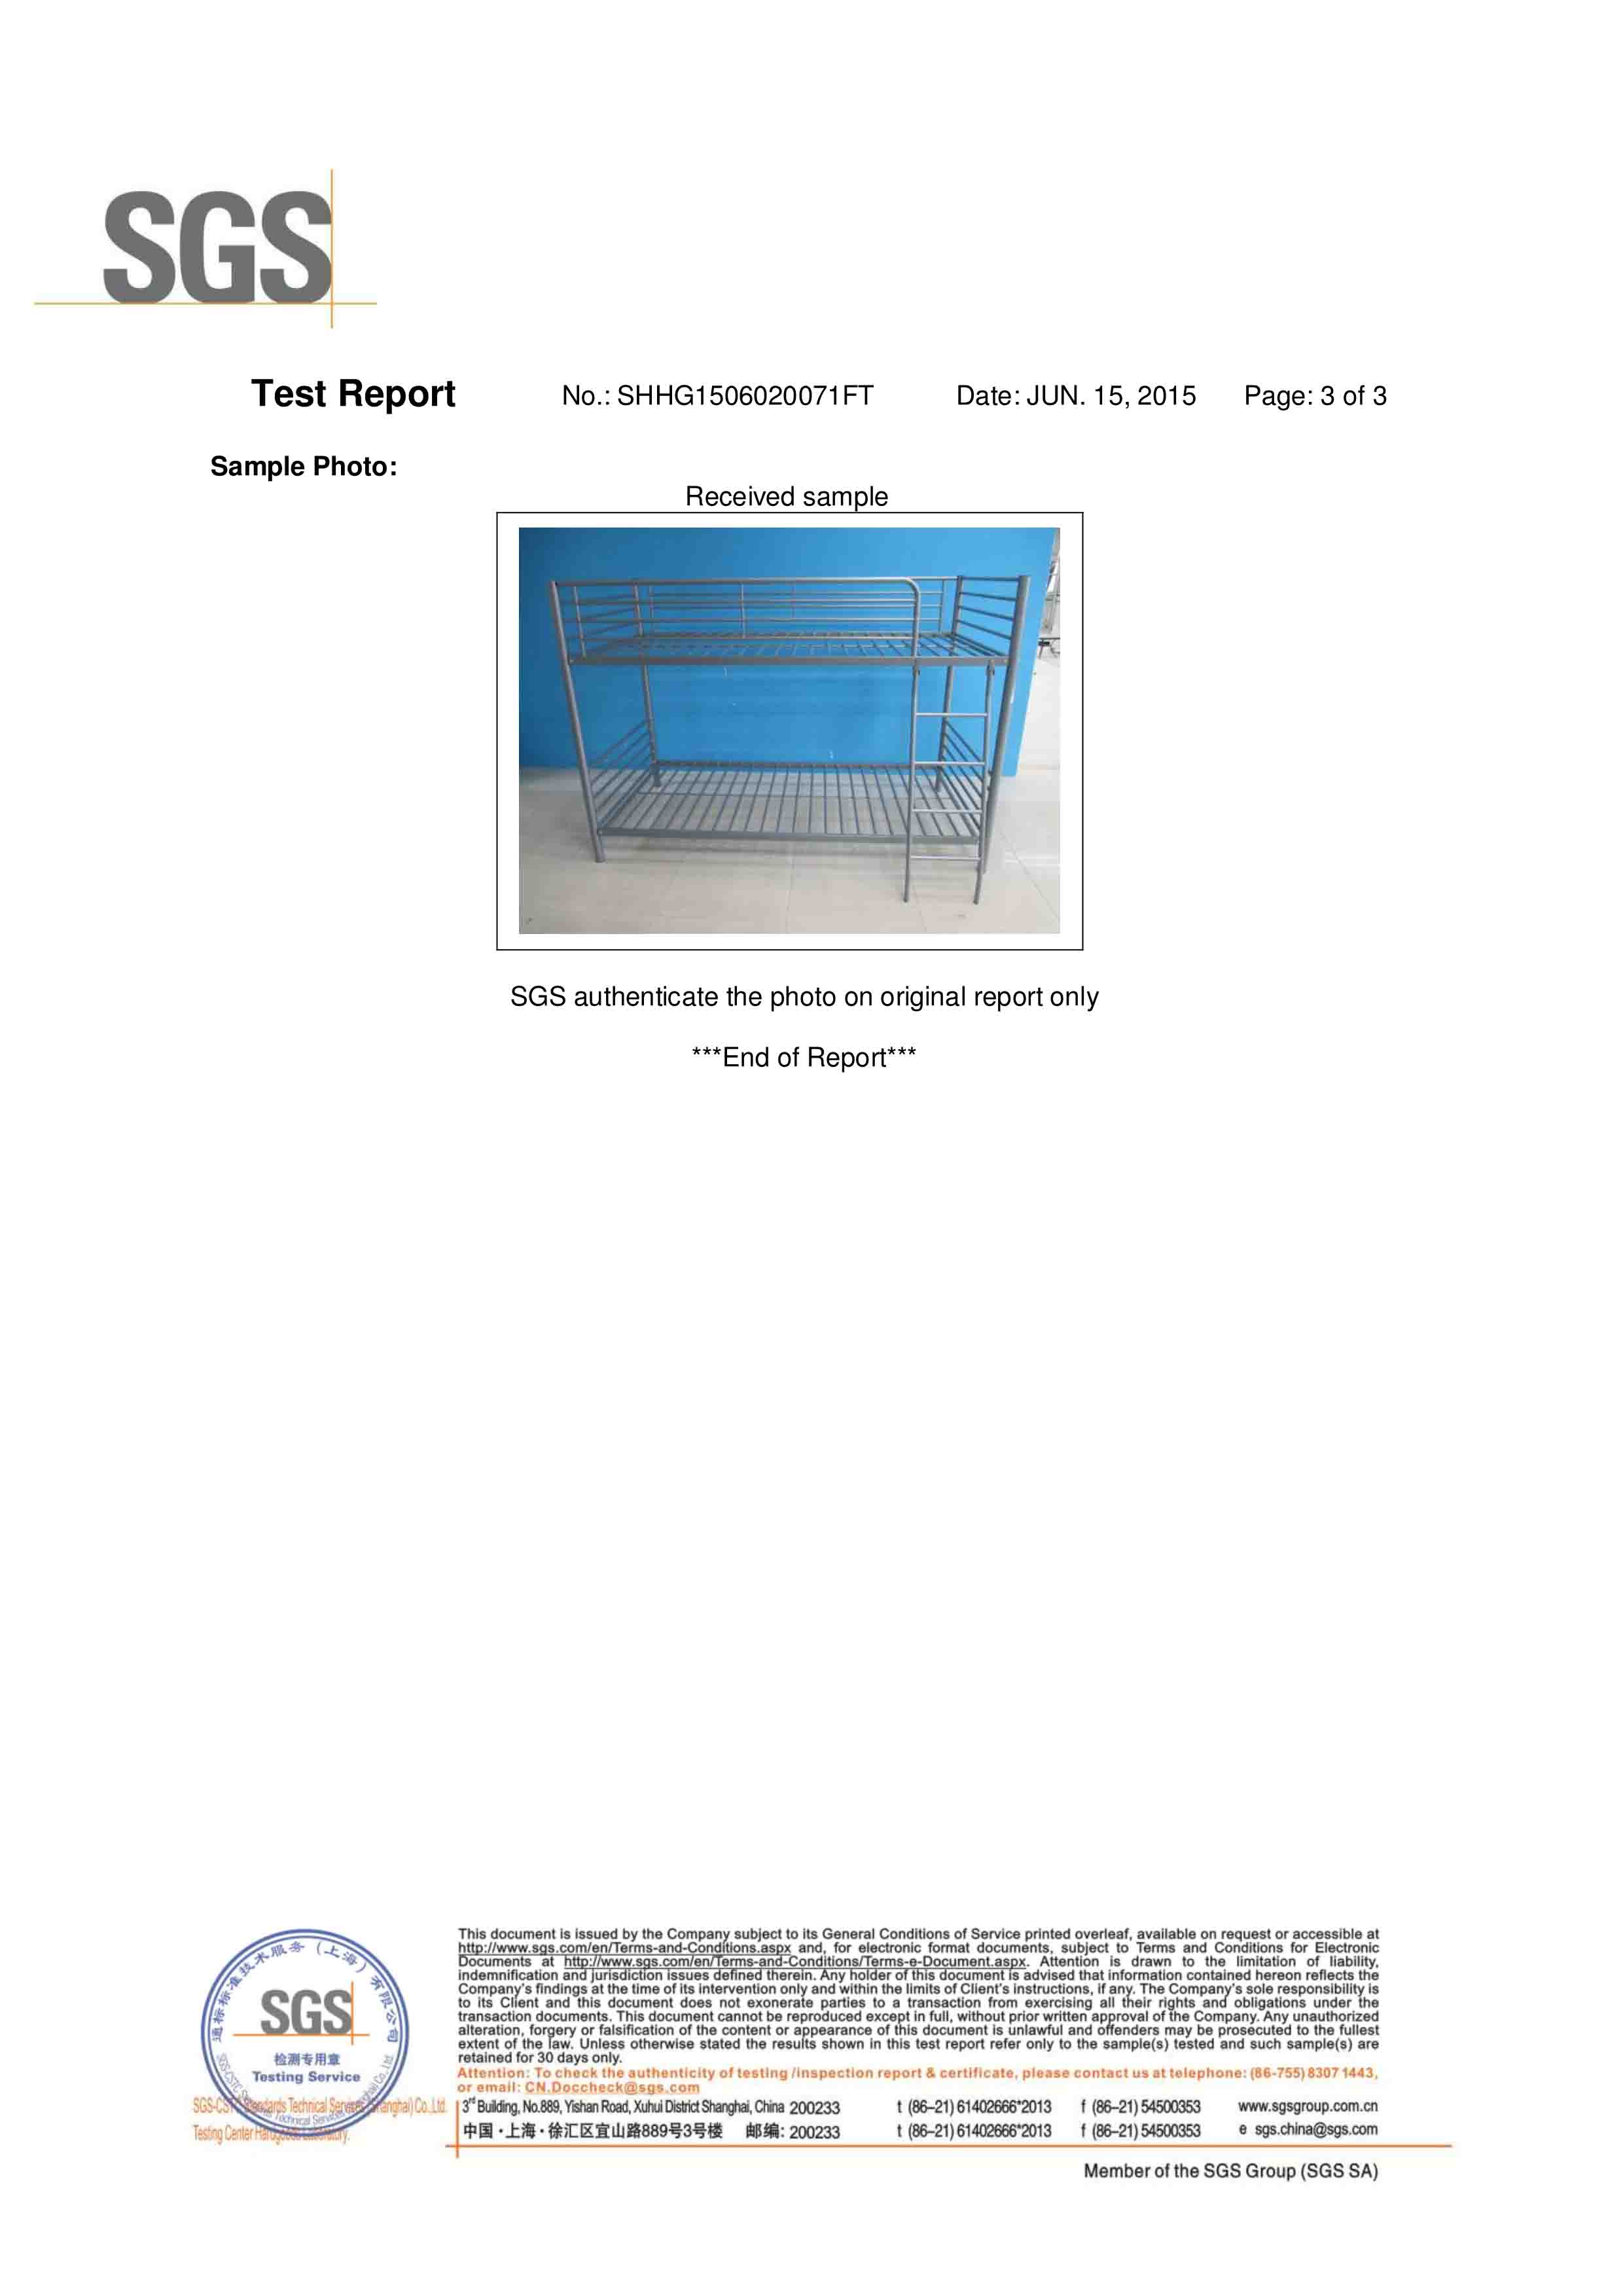 SGS
Test Report No.: SHHG1506020071FT Date: JUN. 15, 2015 Page: 3 of 3
Sample Photo:
Received sample
SGS authenticate the photo on original report only
***End of Report***
This document is issued by the Company subject to its General Conditions of Service printed overleaf, available on request or accessible at
http://www.sgs.com/en/Terms-and-Conditions.aspx and, for electronic format documents, subject to Terms and Conditions for Electronic
Documents at http://www.sgs.com/en/Terms-and-Conditions/Terms-e-Document.aspx. Attention is drawn to the limitation of liability,
indemnification and jurisdiction issues defined therein. Any holder of this document is advised that information contained hereon reflects the
Company's findings at the time of its intervention only and within the limits of Client's instructions, if any. The Company's sole responsibility is
to its Client and this document does not exonerate parties to a transaction from exercising all their rights and obligations under the
transaction documents. This document cannot be reproduced except in full, without prior written approval of the Company. Any unauthorized
alteration, forgery or falsification of the content or appearance of this document is unlawful and offenders may be prosecuted to the fullest
extent of the law. Unless otherwise stated the results shown in this test report refer only to the sample(s) tested and such sample(s) are
retained for 30 days only.
Attention: To check the authenticity of testing /inspection report & certificate, please contact us at telephone: (86-755) 8307 1443,
or email: CN.Doccheck@sgs.com
通标标准技术服务（上海）有限公司
SGS
检测专用章
Testing Service
SGS-CSTC Standards Technical Services (Shanghai) Co.,Ltd.
SGS-CSTC Standards Technical Services (Shanghai) Co.,Ltd.
Testing Center Hardgoods Laboratory.
3rd Building, No.889, Yishan Road, Xuhui District Shanghai, China 200233 t (86–21) 61402666*2013 f (86–21) 54500353 www.sgsgroup.com.cn
中国·上海·徐汇区宜山路889号3号楼 邮编: 200233 t (86–21) 61402666*2013 f (86–21) 54500353 e sgs.china@sgs.com
Member of the SGS Group (SGS SA)